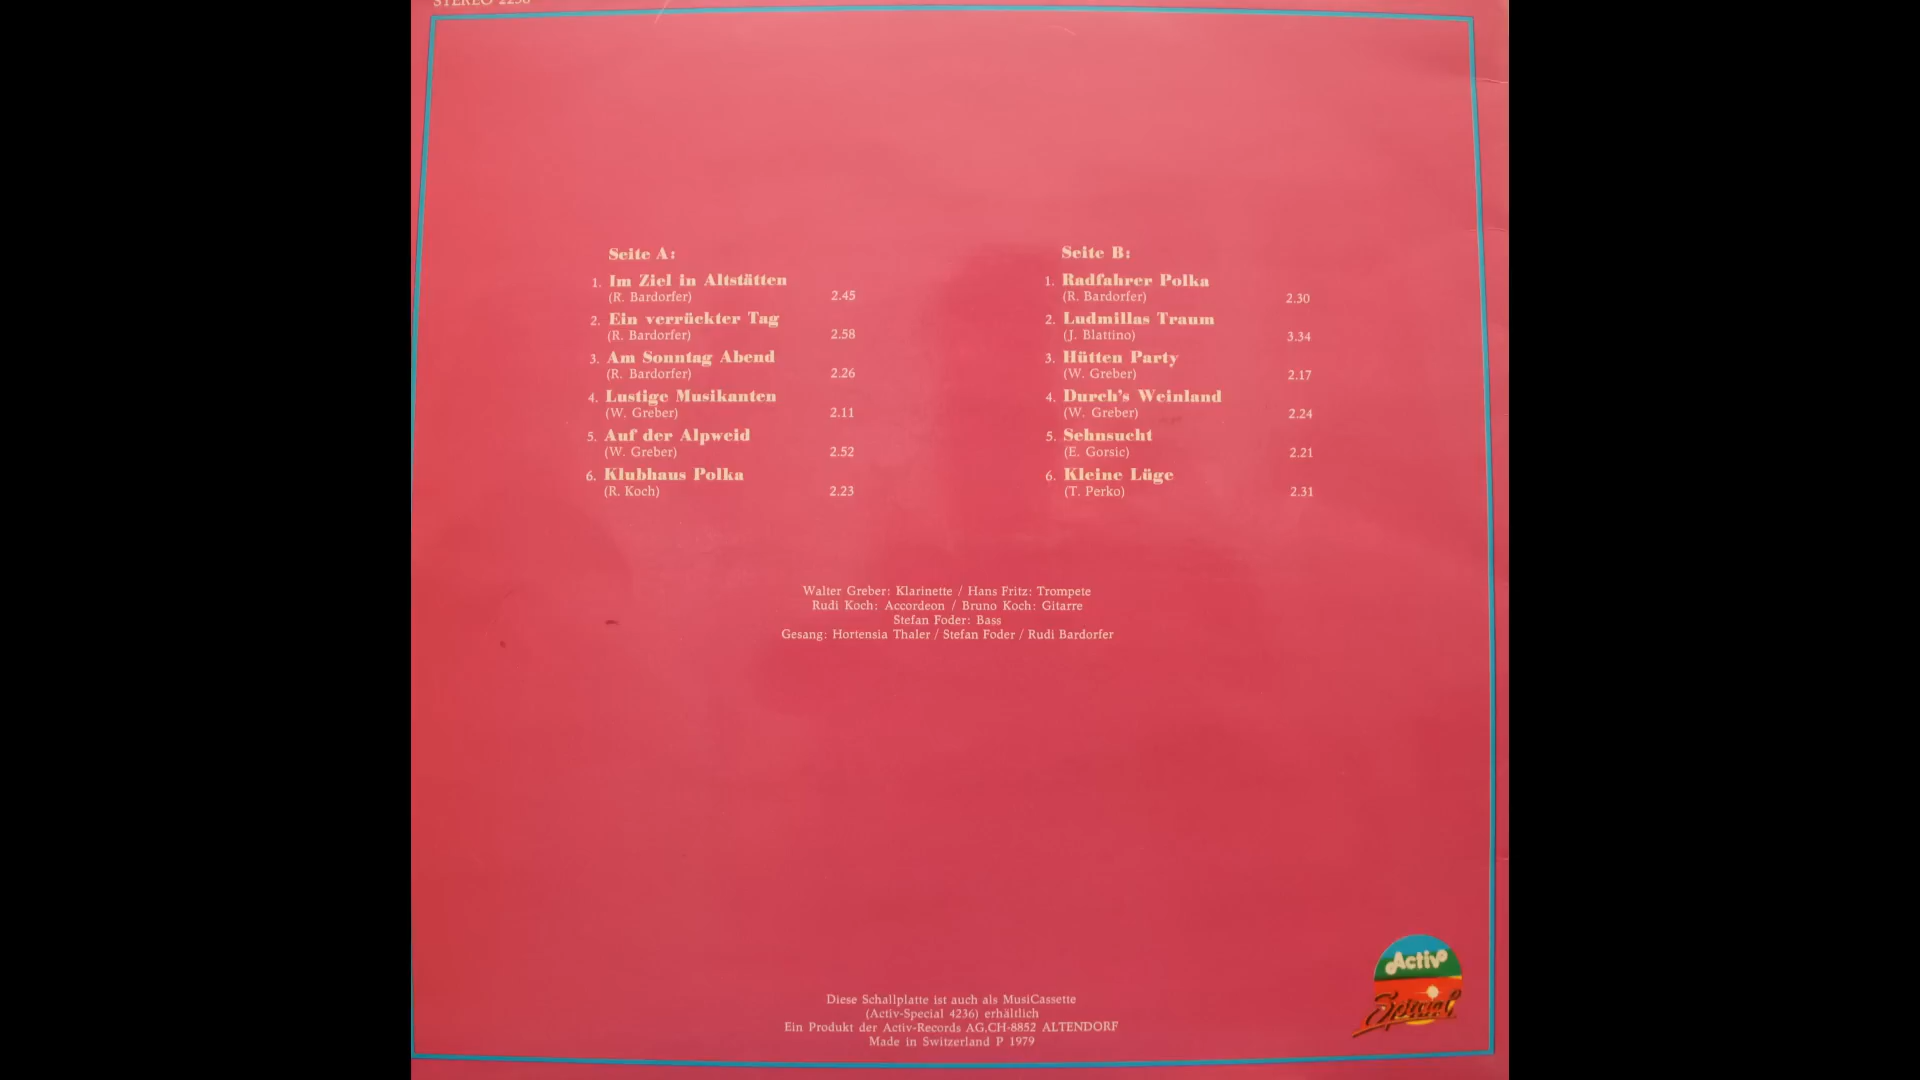 STEREO 2236
Seite A:
1. Im Ziel in Altstätten
(R. Bardorfer) 2.45
2. Ein verrückter Tag
(R. Bardorfer) 2.58
3. Am Sonntag Abend
(R. Bardorfer) 2.26
4. Lustige Musikanten
(W. Greber) 2.11
5. Auf der Alpweid
(W. Greber) 2.52
6. Klubhaus Polka
(R. Koch) 2.23
Seite B:
1. Radfahrer Polka
(R. Bardorfer) 2.30
2. Ludmillas Traum
(J. Blattino) 3.34
3. Hütten Party
(W. Greber) 2.17
4. Durch's Weinland
(W. Greber) 2.24
5. Sehnsucht
(E. Gorsic) 2.21
6. Kleine Lüge
(T. Perko) 2.31
Walter Greber: Klarinette / Hans Fritz: Trompete
Rudi Koch: Accordeon / Bruno Koch: Gitarre
Stefan Foder: Bass
Gesang: Hortensia Thaler / Stefan Foder / Rudi Bardorfer
Activ
Special
Diese Schallplatte ist auch als MusiCassette
(Activ-Special 4236) erhältlich
Ein Produkt der Activ-Records AG,CH-8852 ALTENDORF
Made in Switzerland P 1979